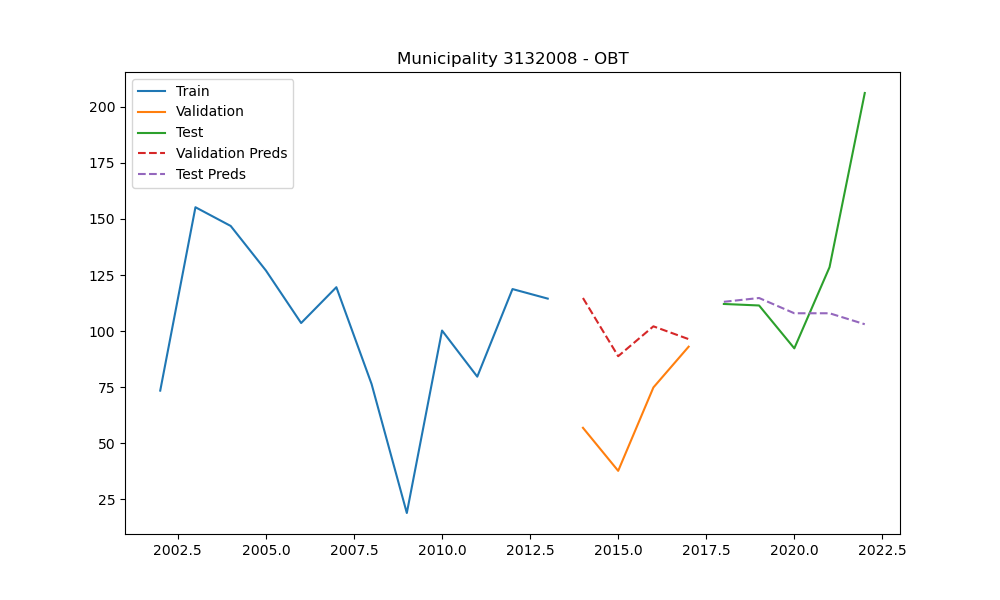 Municipality 3132008 - OBT
Train
Validation
Test
Validation Preds
Test Preds
200
175
150
125
100
75
50
25
2002.5 2005.0 2007.5 2010.0 2012.5 2015.0 2017.5 2020.0 2022.5